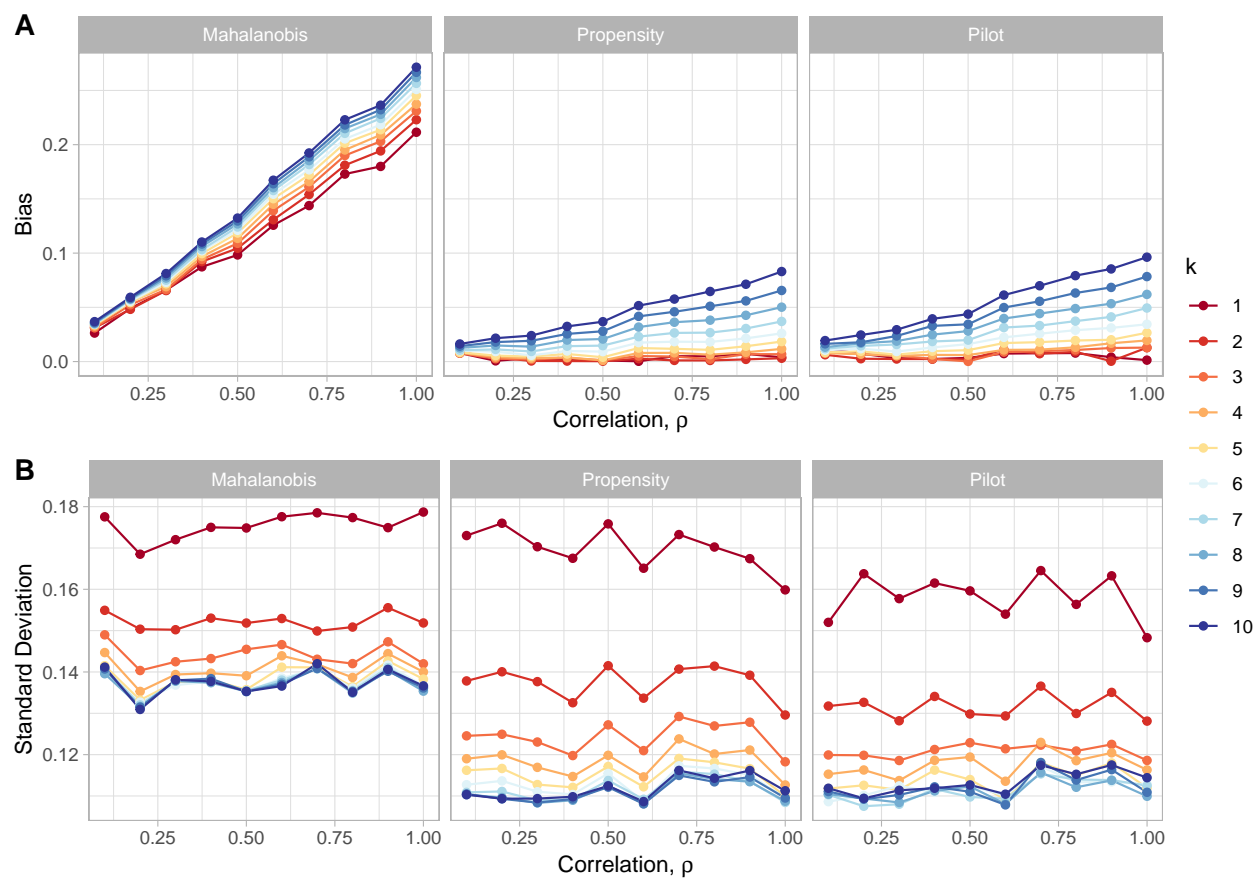 A
Mahalanobis
Propensity
Pilot
Bias
0.2
0.1
0.0
0.25 0.50 0.75 1.00
0.25 0.50 0.75 1.00
0.25 0.50 0.75 1.00
Correlation, ρ
B
Mahalanobis
Propensity
Pilot
Standard Deviation
0.18
0.16
0.14
0.12
0.25 0.50 0.75 1.00
0.25 0.50 0.75 1.00
0.25 0.50 0.75 1.00
Correlation, ρ
k
1
2
3
4
5
6
7
8
9
10